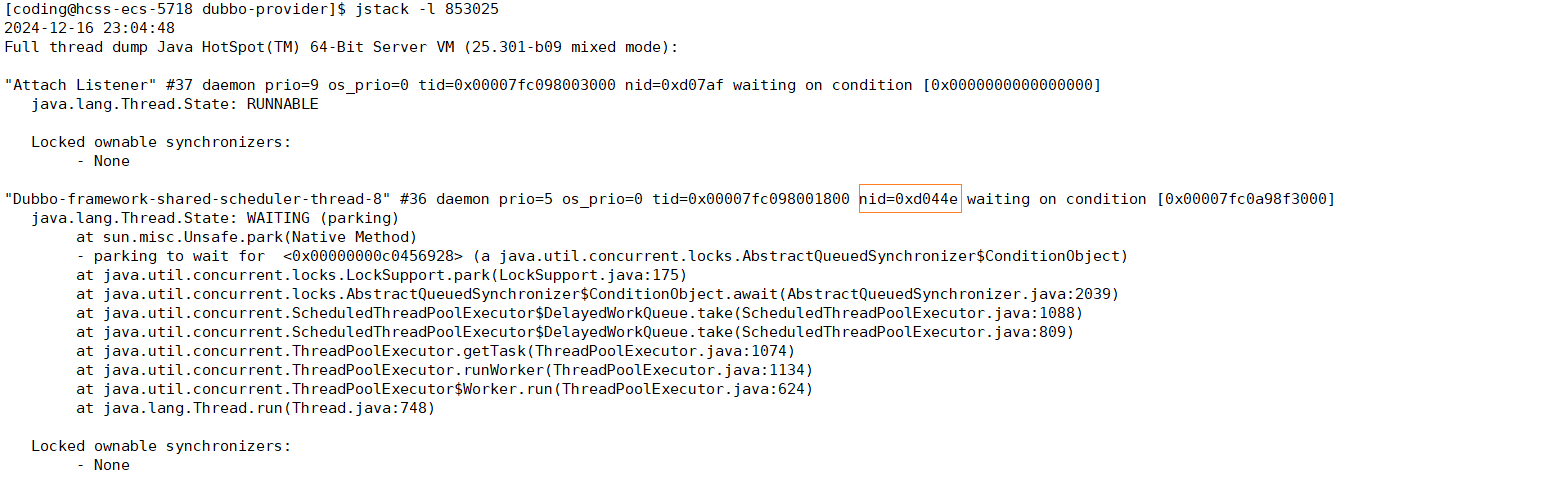 [coding@hcss-ecs-5718 dubbo-provider]$ jstack -l 853025
2024-12-16 23:04:48
Full thread dump Java HotSpot(TM) 64-Bit Server VM (25.301-b09 mixed mode):
"Attach Listener" #37 daemon prio=9 os_prio=0 tid=0x00007fc098003000 nid=0xd07af waiting on condition [0x0000000000000000]
java.lang.Thread.State: RUNNABLE
Locked ownable synchronizers:
- None
"Dubbo-framework-shared-scheduler-thread-8" #36 daemon prio=5 os_prio=0 tid=0x00007fc098001800 nid=0xd044e waiting on condition [0x00007fc0a98f3000]
java.lang.Thread.State: WAITING (parking)
at sun.misc.Unsafe.park(Native Method)
- parking to wait for  <0x00000000c0456928> (a java.util.concurrent.locks.AbstractQueuedSynchronizer$ConditionObject)
at java.util.concurrent.locks.LockSupport.park(LockSupport.java:175)
at java.util.concurrent.locks.AbstractQueuedSynchronizer$ConditionObject.await(AbstractQueuedSynchronizer.java:2039)
at java.util.concurrent.ScheduledThreadPoolExecutor$DelayedWorkQueue.take(ScheduledThreadPoolExecutor.java:1088)
at java.util.concurrent.ScheduledThreadPoolExecutor$DelayedWorkQueue.take(ScheduledThreadPoolExecutor.java:809)
at java.util.concurrent.ThreadPoolExecutor.getTask(ThreadPoolExecutor.java:1074)
at java.util.concurrent.ThreadPoolExecutor.runWorker(ThreadPoolExecutor.java:1134)
at java.util.concurrent.ThreadPoolExecutor$Worker.run(ThreadPoolExecutor.java:624)
at java.lang.Thread.run(Thread.java:748)
Locked ownable synchronizers:
- None